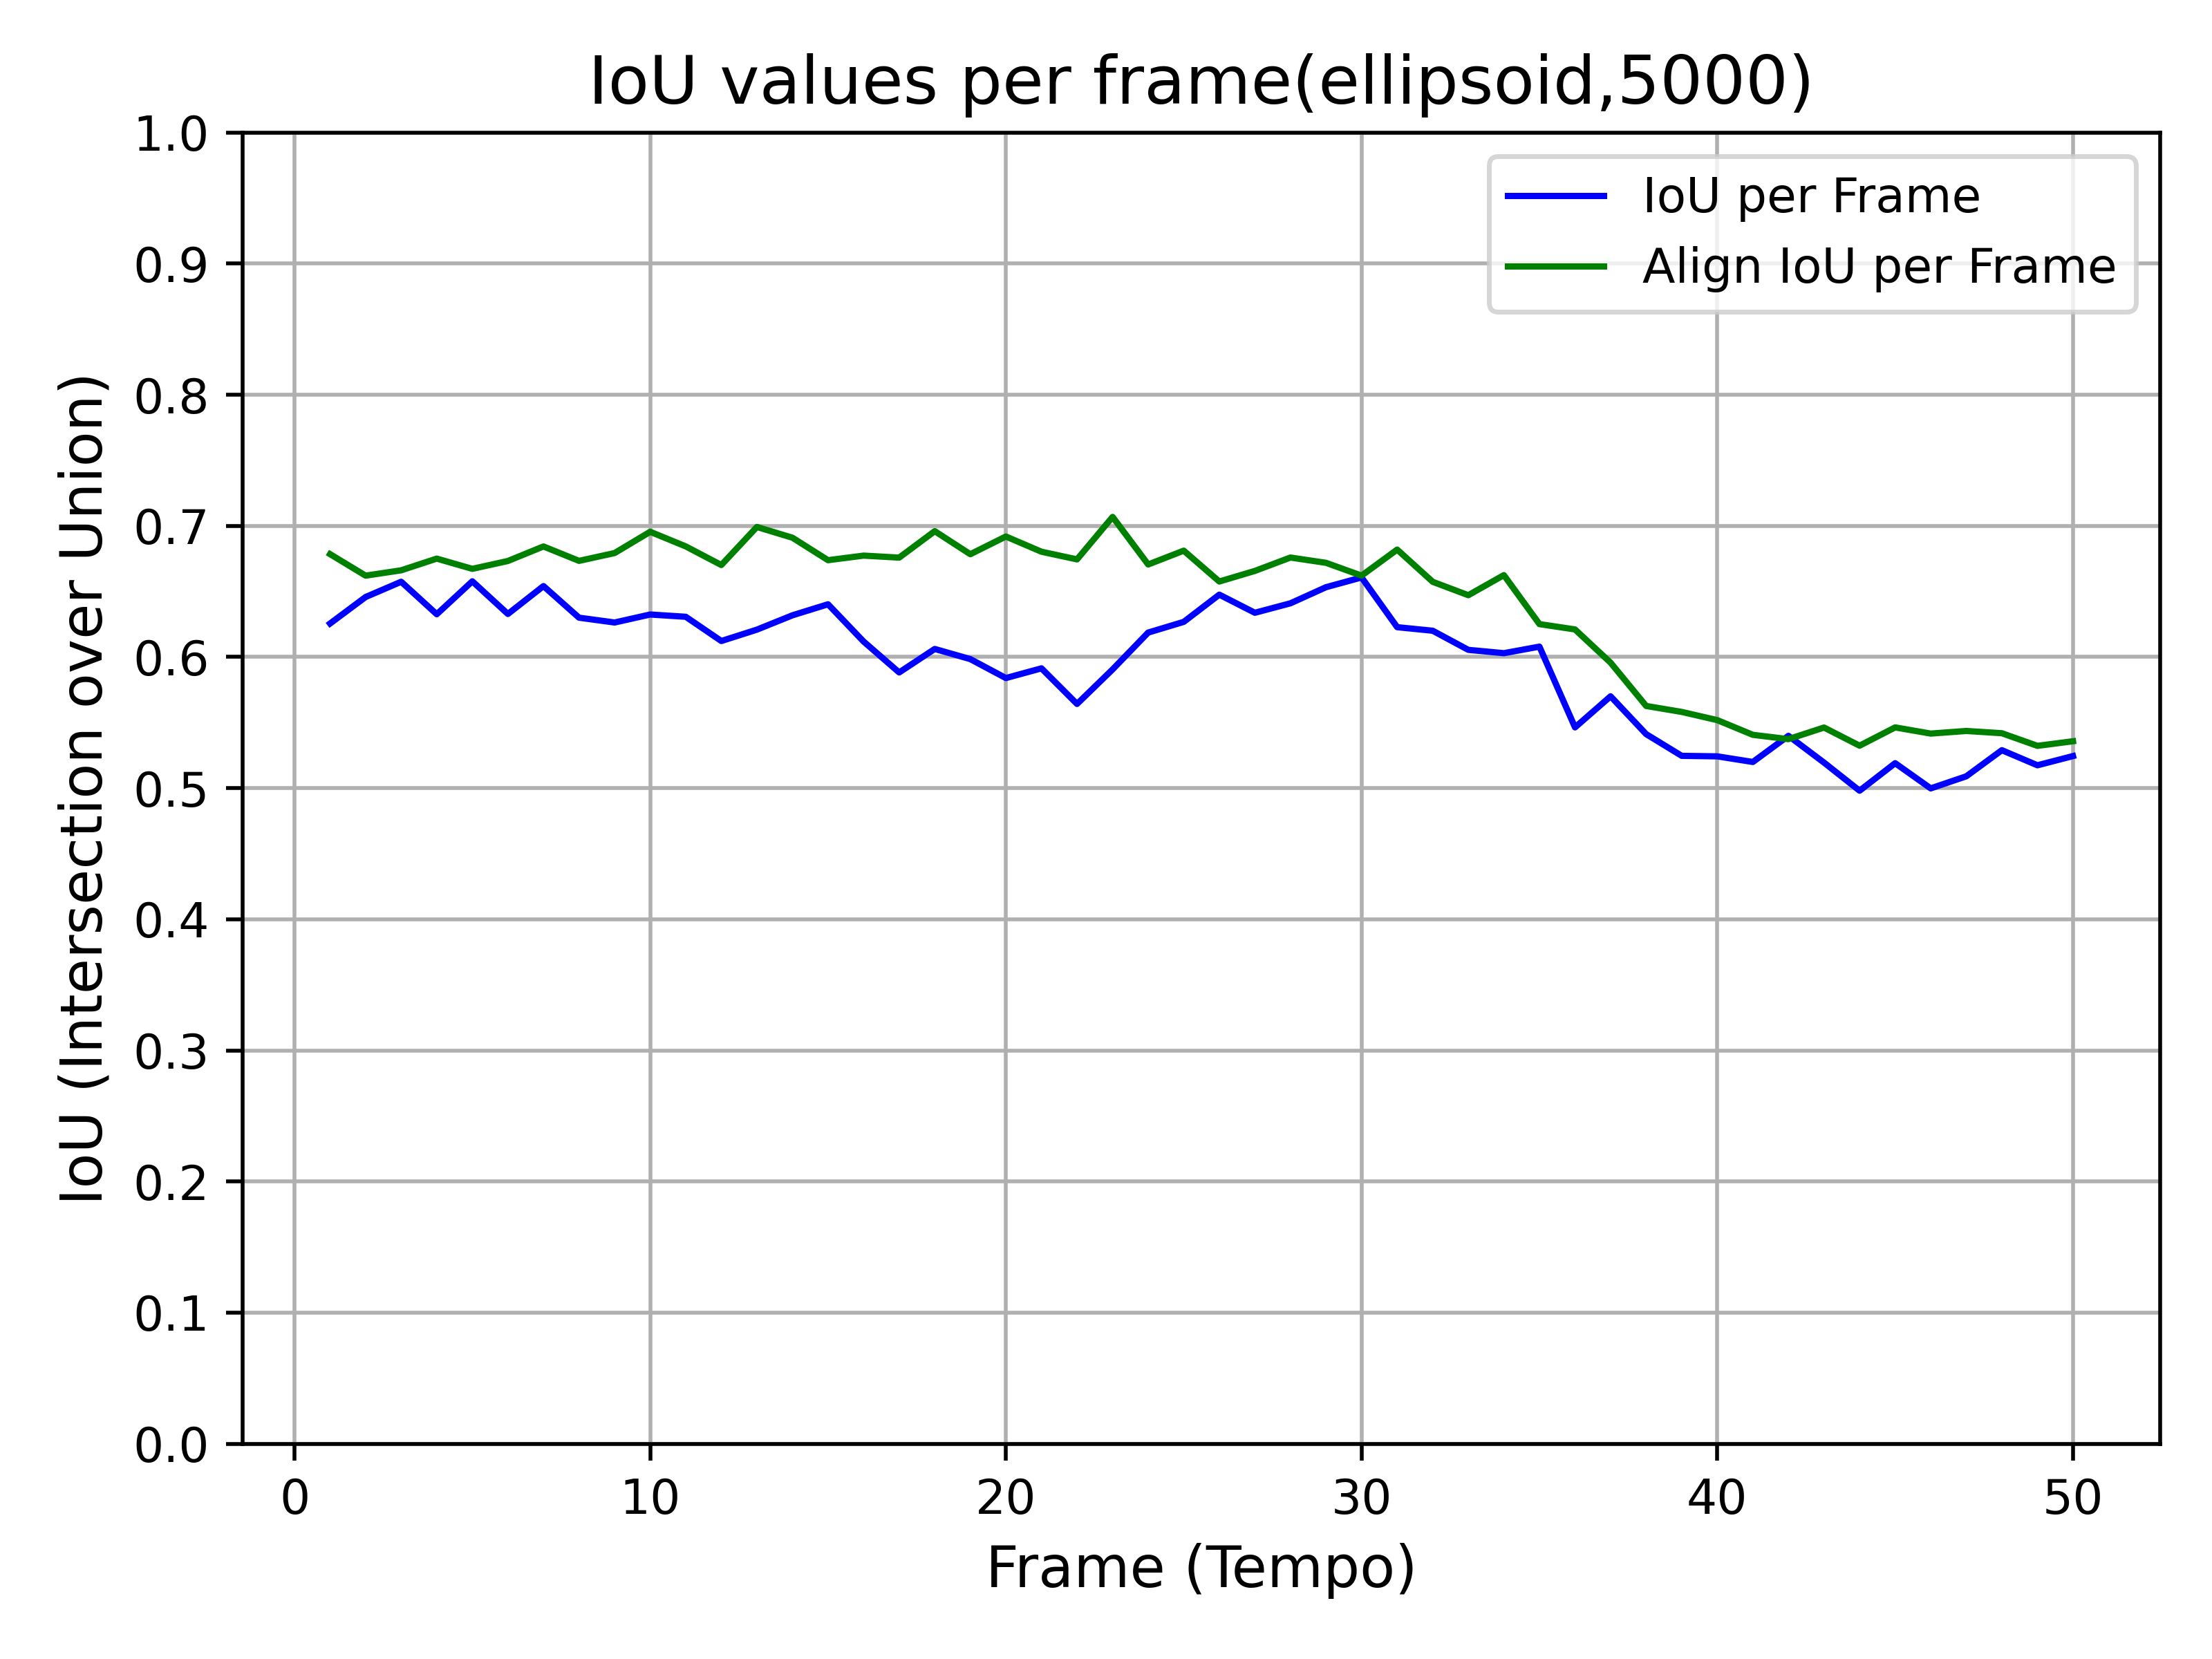 IoU values per frame(ellipsoid,5000)
IoU per Frame
Align IoU per Frame
IoU (Intersection over Union)
1.0
0.9
0.8
0.7
0.6
0.5
0.4
0.3
0.2
0.1
0.0
0 10 20 30 40 50
Frame (Tempo)